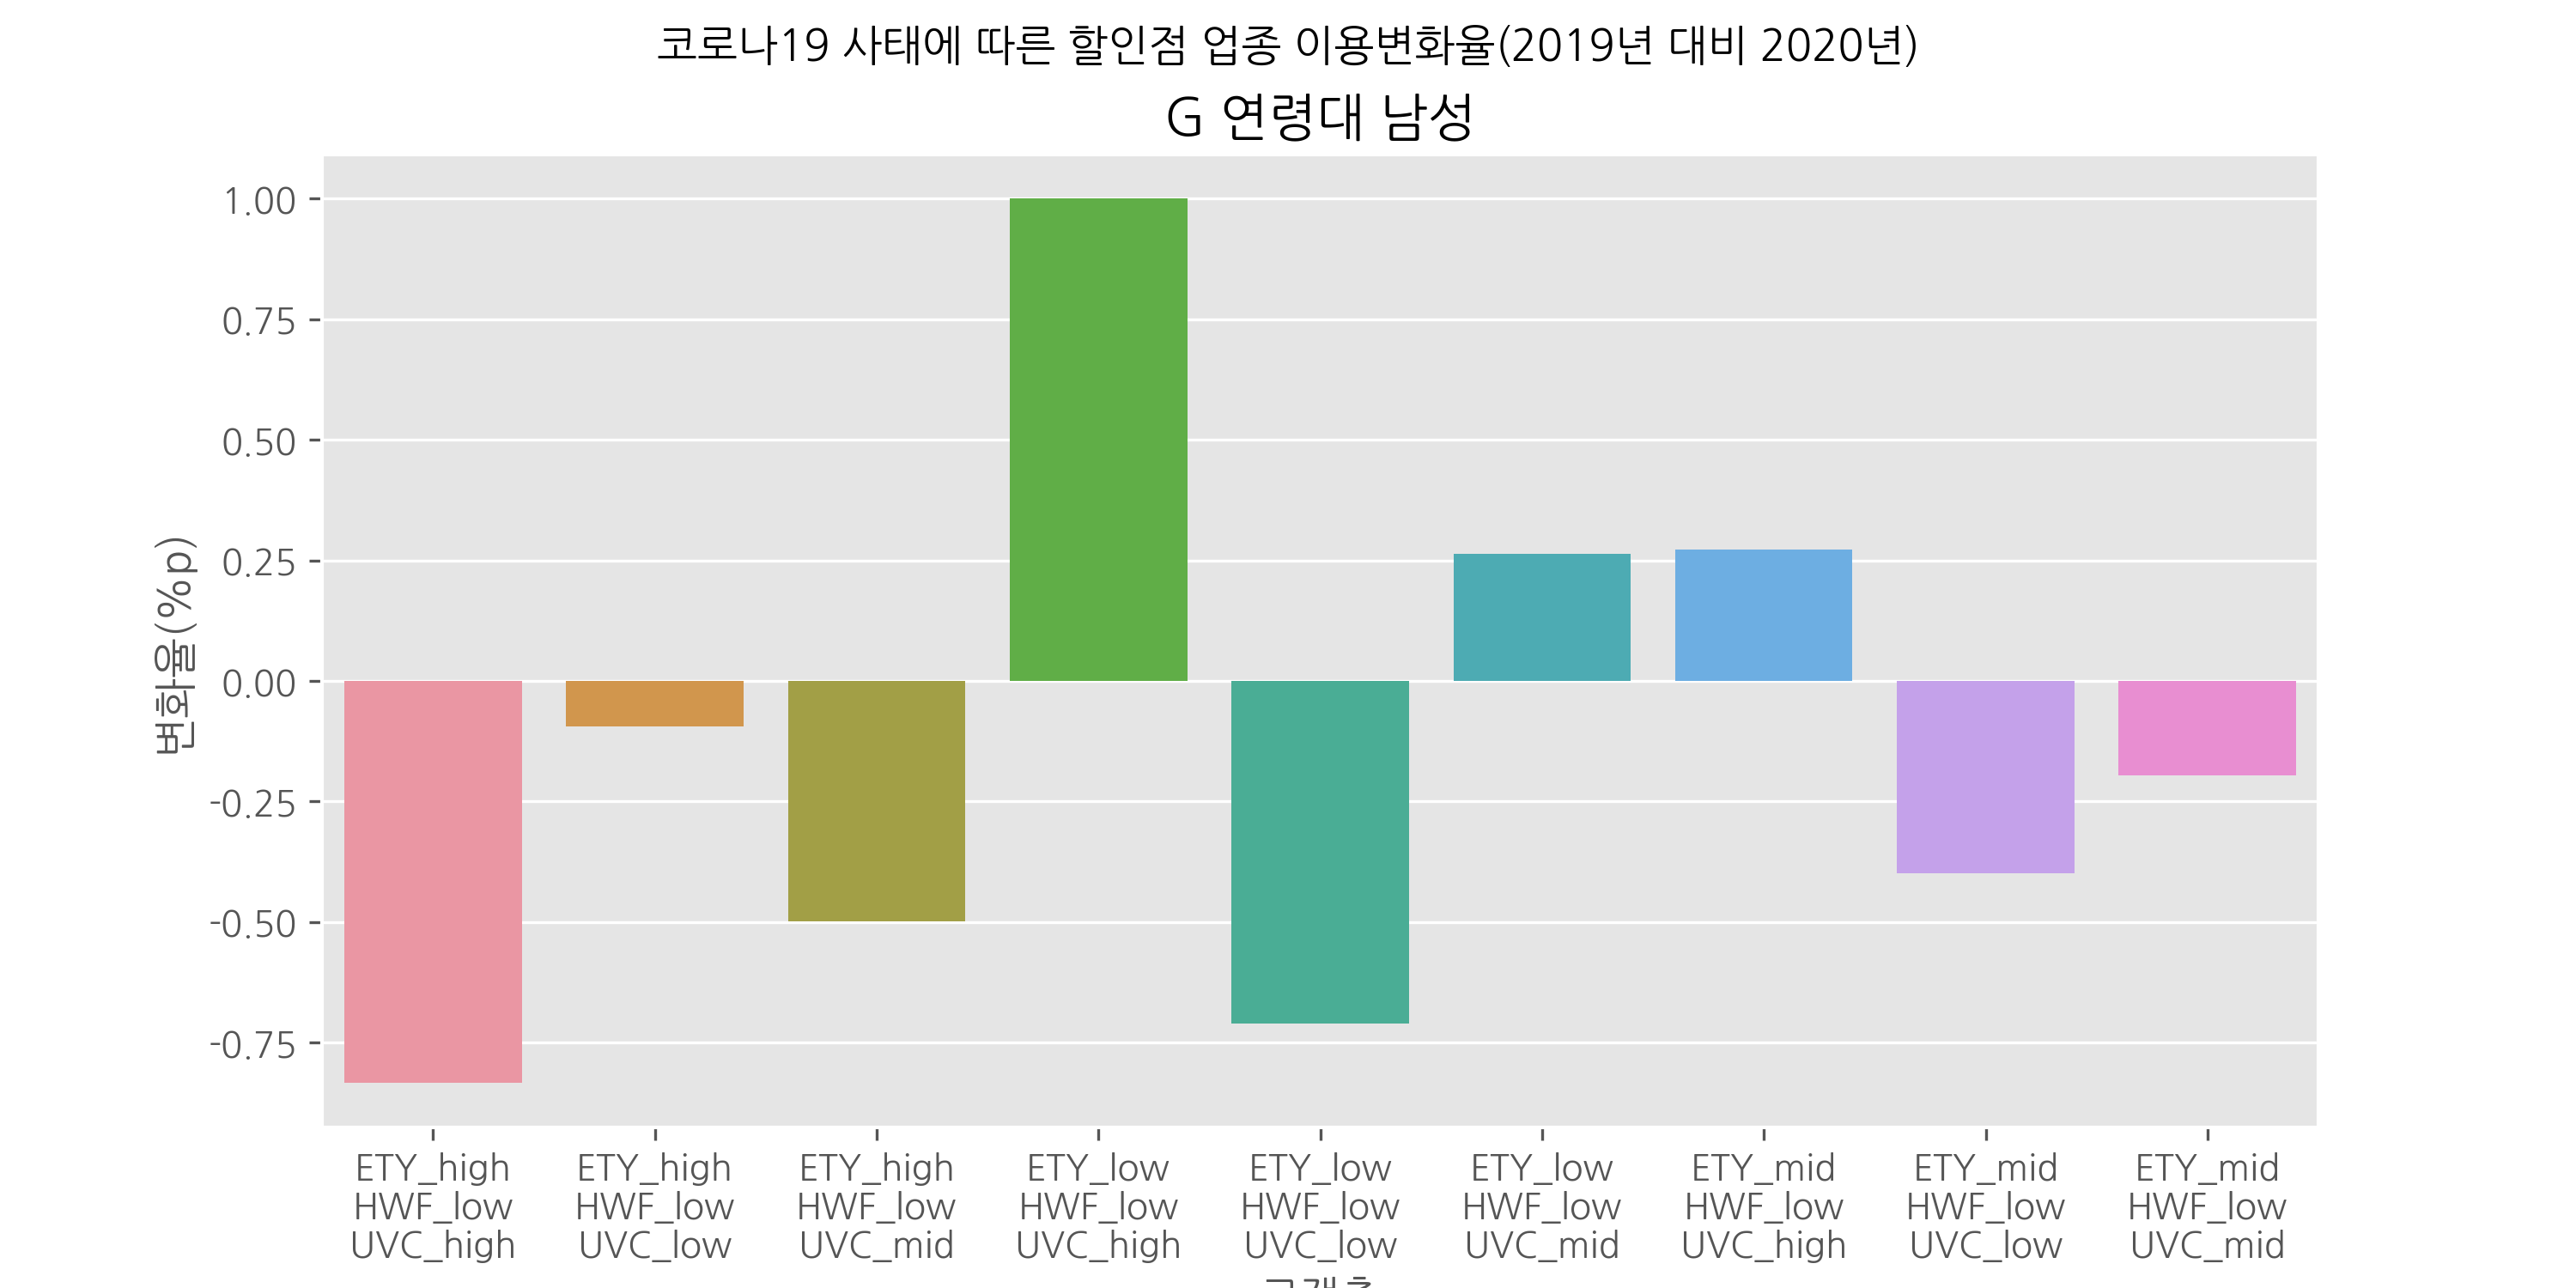 코로나19 사태에 따른 할인점 업종 이용변화율(2019년 대비 2020년)
G 연령대 남성
변화율(%p)
1.00
0.75
0.50
0.25
0.00
-0.25
-0.50
-0.75
ETY_high ETY_high ETY_high ETY_low ETY_low ETY_low ETY_mid ETY_mid ETY_mid
HWF_low HWF_low HWF_low HWF_low HWF_low HWF_low HWF_low HWF_low HWF_low
UVC_high UVC_low UVC_mid UVC_high UVC_low UVC_mid UVC_high UVC_low UVC_mid